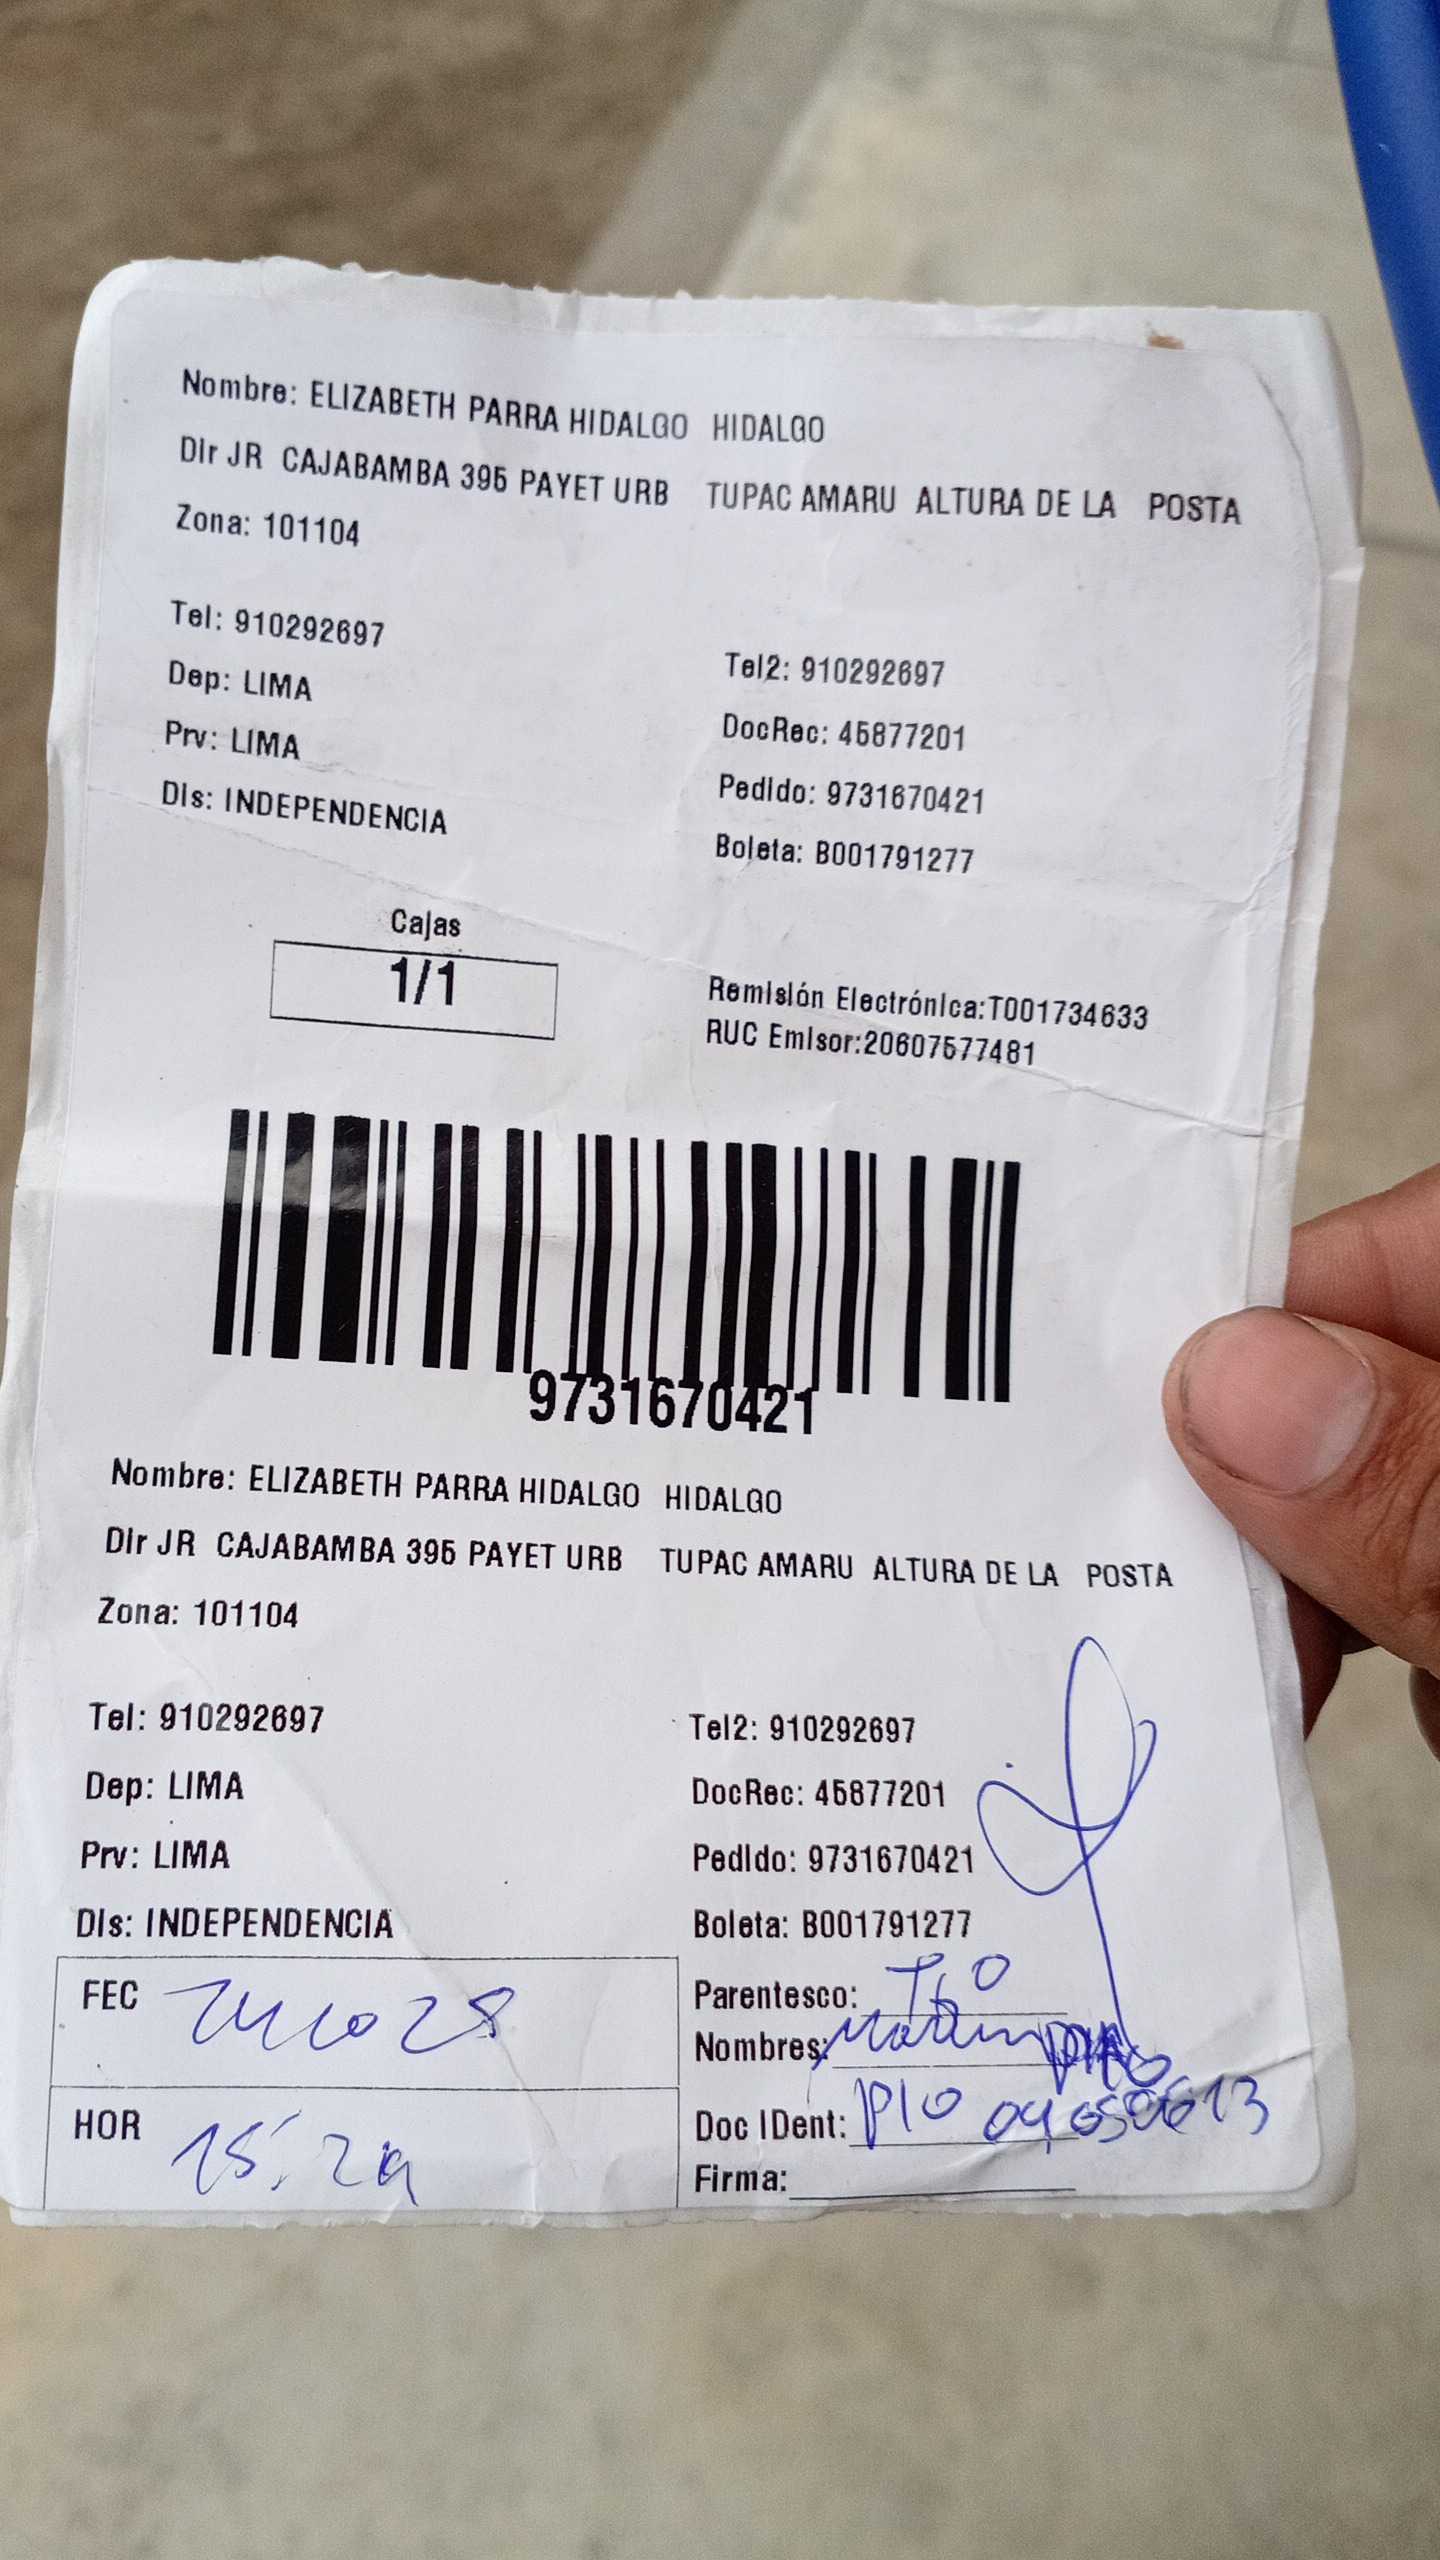 Nombre: ELIZABETH PARRA HIDALGO HIDALGO
Dir JR CAJABAMBA 395 PAYET URB TUPAC AMARU ALTURA DE LA POSTA
Zona: 101104
Tel: 910292697 Tel2: 910292697
Dep: LIMA DocRec: 45877201
Prv: LIMA Pedido: 9731670421
Dis: INDEPENDENCIA Boleta: B001791277
Cajas
1/1
Remisión Electrónica:T001734633
RUC Emisor:20607577481
9731670421
Nombre: ELIZABETH PARRA HIDALGO HIDALGO
Dir JR CAJABAMBA 395 PAYET URB TUPAC AMARU ALTURA DE LA POSTA
Zona: 101104
Tel: 910292697 Tel2: 910292697
Dep: LIMA DocRec: 45877201
Prv: LIMA Pedido: 9731670421
Dis: INDEPENDENCIA Boleta: B001791277
FEC
Parentesco:
Nombres:
HOR
Doc IDent: PIO
Firma: